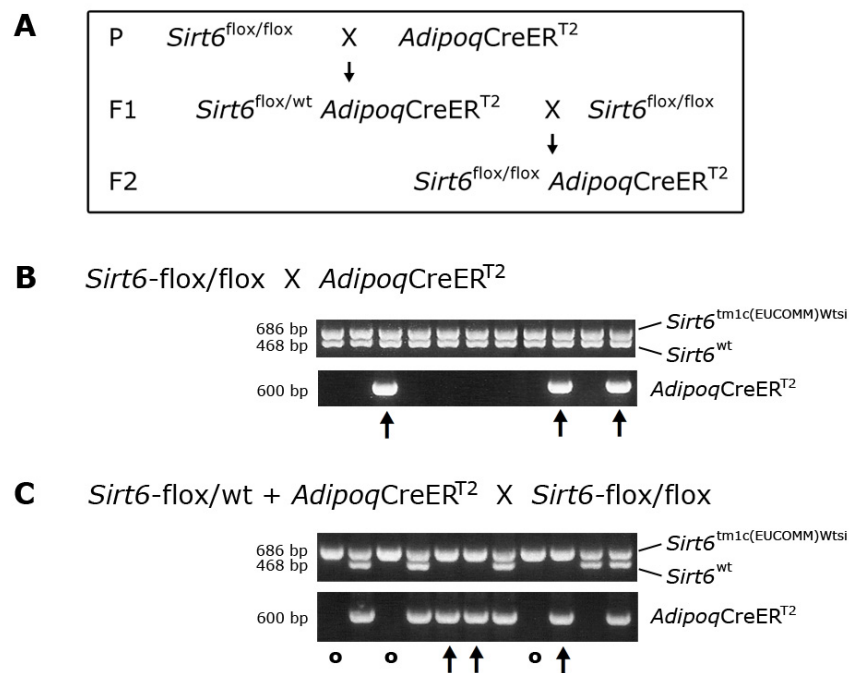 A
P Sirt6flox/flox X AdipoqCreERT2
F1 Sirt6flox/wt AdipoqCreERT2 X Sirt6flox/flox
F2 Sirt6flox/flox AdipoqCreERT2
B Sirt6-flox/flox X AdipoqCreERT2
686 bp Sirt6tm1c(EUCOMM)Wtsi
468 bp Sirt6wt
600 bp AdipoqCreERT2
C Sirt6-flox/wt + AdipoqCreERT2 X Sirt6-flox/flox
686 bp Sirt6tm1c(EUCOMM)Wtsi
468 bp Sirt6wt
600 bp AdipoqCreERT2
o o o